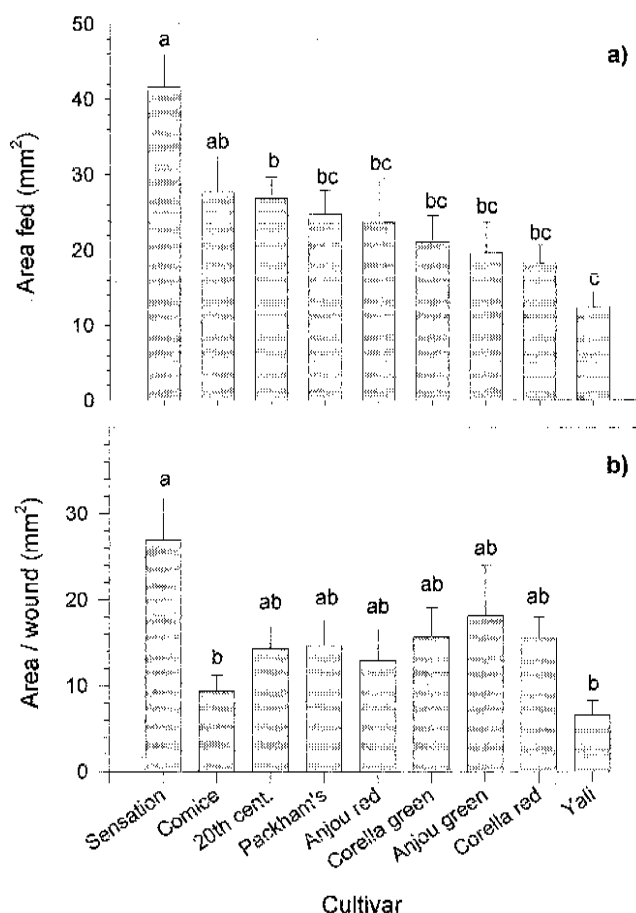 a)
Area fed (mm²)
50
40
30
20
10
0
a
ab
b
bc
bc
bc
bc
bc
c
b)
Area / wound (mm²)
30
20
10
0
a
b
ab
ab
ab
ab
ab
ab
b
Sensation
Comice
20th cent.
Packham's
Anjou red
Corella green
Anjou green
Corella red
Yali
Cultivar